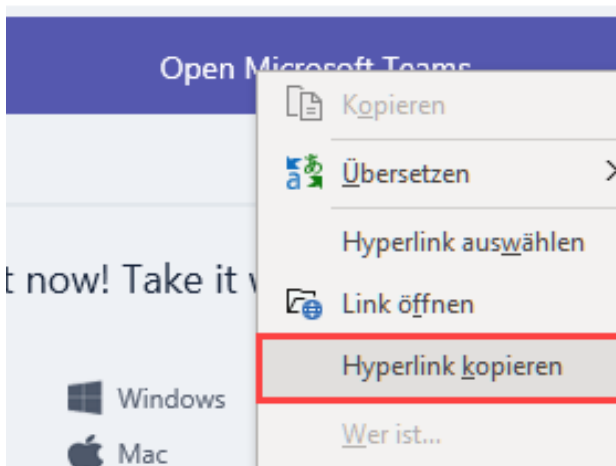 Open Microsoft Teams
Kopieren
Übersetzen
Hyperlink auswählen
t now! Take it
Link öffnen
Hyperlink kopieren
Windows
Wer ist...
Mac